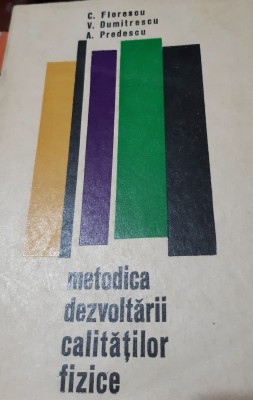 C. Florescu
V. Dumitrescu
A. Predescu
metodica
dezvoltării
calităților
fizice